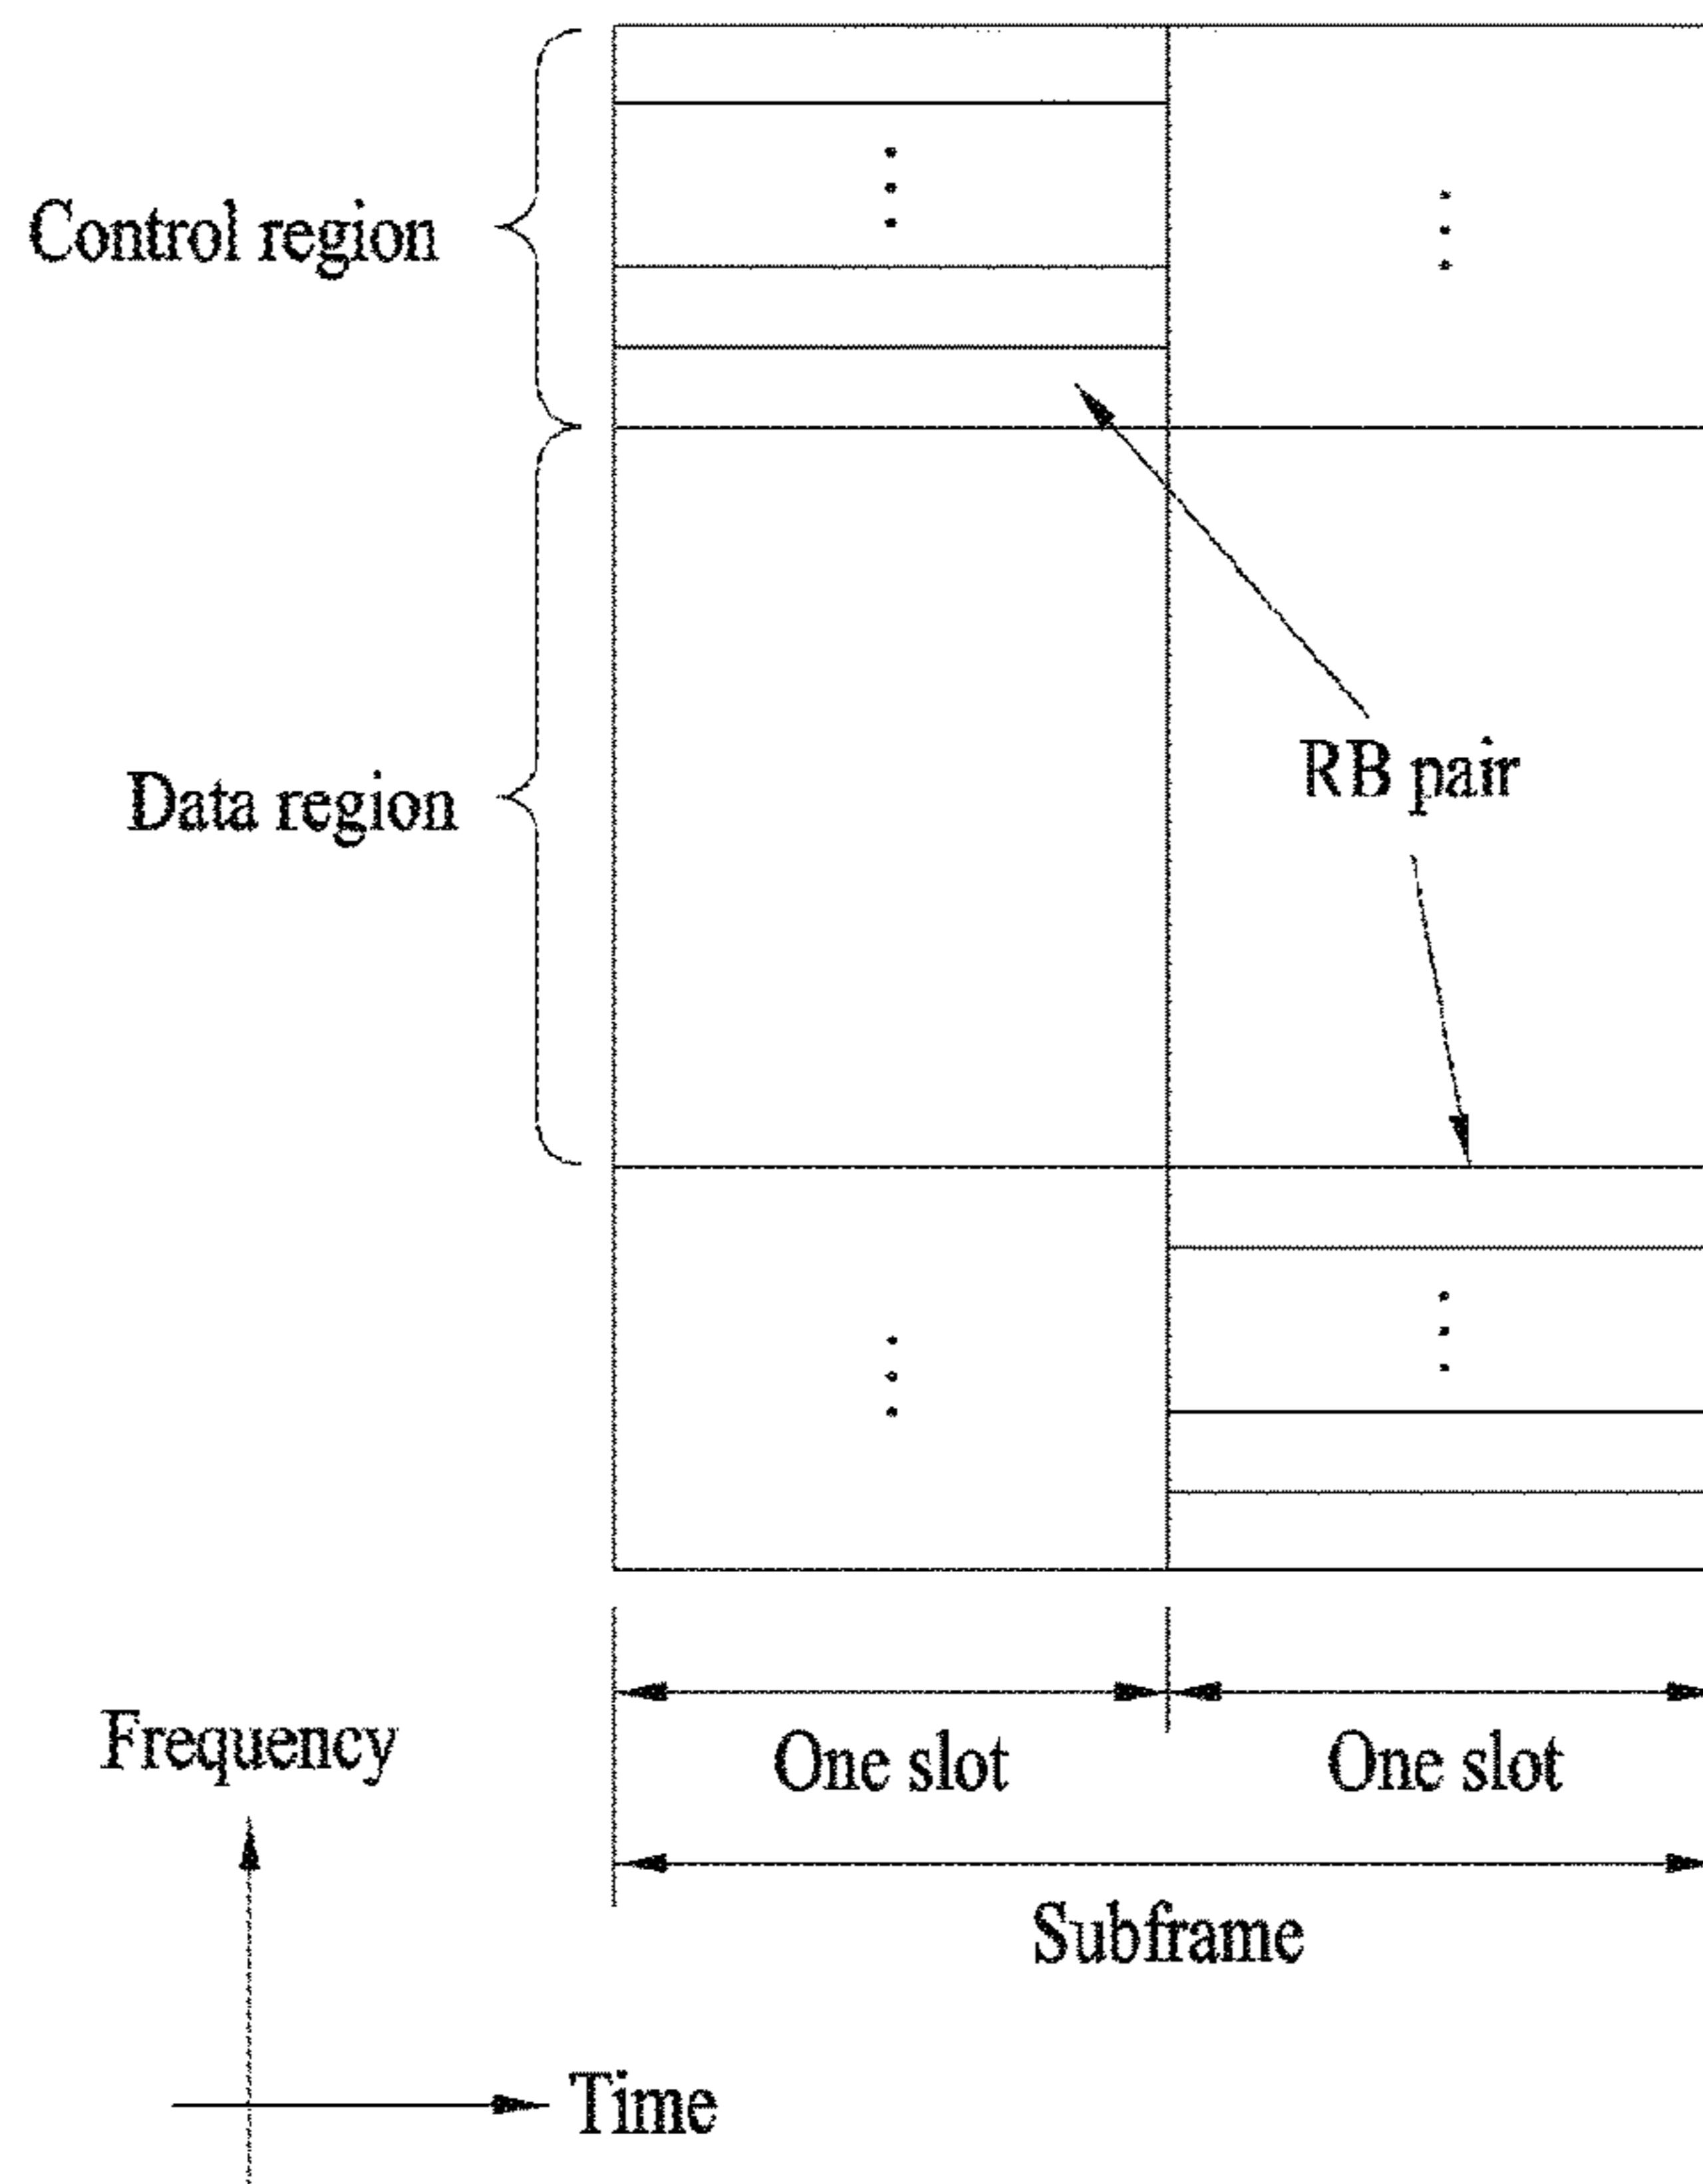 Control region
Data region
RB pair
One slot
One slot
Frequency
Subframe
Time